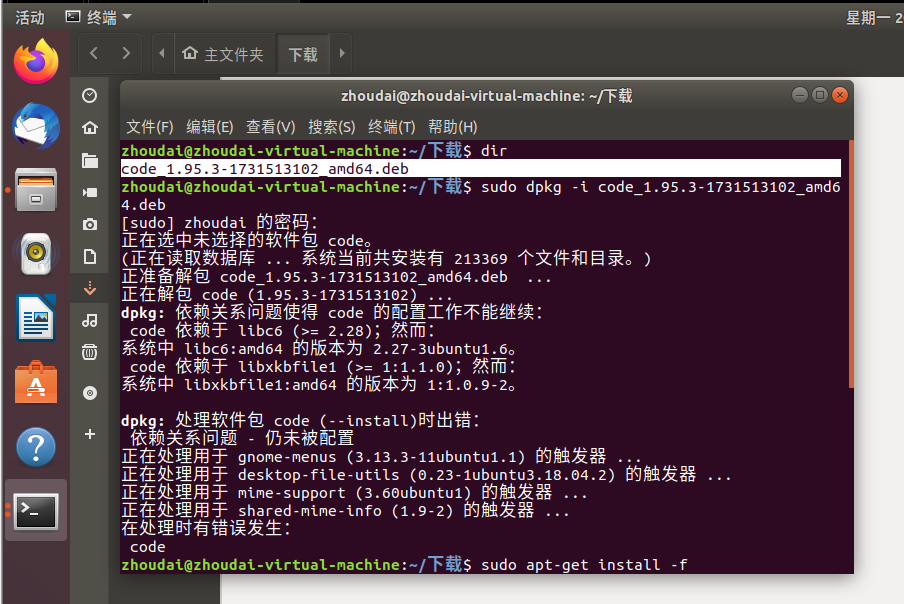 活动 终端 星期一 2
主文件夹 下载
zhoudai@zhoudai-virtual-machine: ~/下载
文件(F) 编辑(E) 查看(V) 搜索(S) 终端(T) 帮助(H)
zhoudai@zhoudai-virtual-machine:~/下载$ dir
code_1.95.3-1731513102_amd64.deb
zhoudai@zhoudai-virtual-machine:~/下载$ sudo dpkg -i code_1.95.3-1731513102_amd6
4.deb
[sudo] zhoudai 的密码：
正在选中未选择的软件包 code。
(正在读取数据库 ... 系统当前共安装有 213369 个文件和目录。)
正准备解包 code_1.95.3-1731513102_amd64.deb ...
正在解包 code (1.95.3-1731513102) ...
dpkg: 依赖关系问题使得 code 的配置工作不能继续：
code 依赖于 libc6 (>= 2.28)；然而：
系统中 libc6:amd64 的版本为 2.27-3ubuntu1.6。
code 依赖于 libxkbfile1 (>= 1:1.1.0)；然而：
系统中 libxkbfile1:amd64 的版本为 1:1.0.9-2。
dpkg: 处理软件包 code (--install)时出错：
依赖关系问题 - 仍未被配置
正在处理用于 gnome-menus (3.13.3-11ubuntu1.1) 的触发器 ...
正在处理用于 desktop-file-utils (0.23-1ubuntu3.18.04.2) 的触发器 ...
正在处理用于 mime-support (3.60ubuntu1) 的触发器 ...
正在处理用于 shared-mime-info (1.9-2) 的触发器 ...
在处理时有错误发生：
code
zhoudai@zhoudai-virtual-machine:~/下载$ sudo apt-get install -f